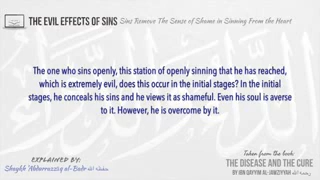 THE EVIL EFFECTS OF SINS Sins Remove The Sense of Shame in Sinning From the Heart
The one who sins openly, this station of openly sinning that he has reached,
which is extremely evil, does this occur in the initial stages? In the initial
stages, he conceals his sins and he views it as shameful. Even his soul is averse
to it. However, he is overcome by it.
EXPLAINED BY:
Shaykh 'Abdurrazzāq al-Badr
Taken from the book:
THE DISEASE AND THE CURE
BY IBN QAYYIM AL-JAWZIYYAH